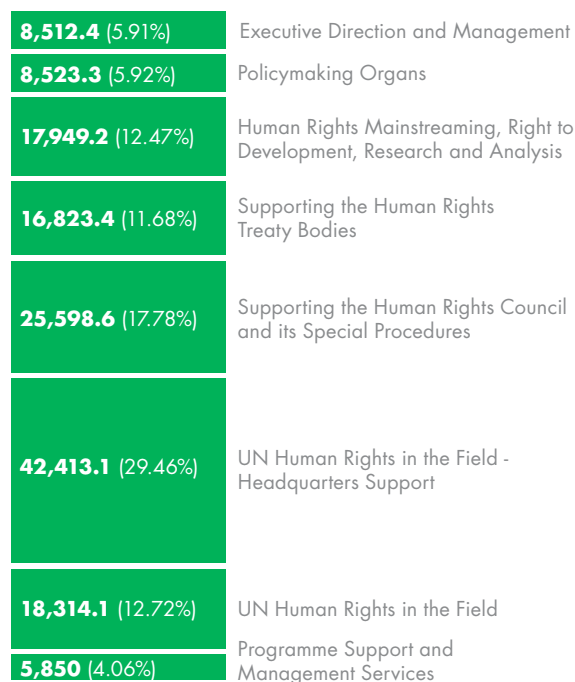 8,512.4 (5.91%) Executive Direction and Management
8,523.3 (5.92%) Policymaking Organs
17,949.2 (12.47%) Human Rights Mainstreaming, Right to
Development, Research and Analysis
16,823.4 (11.68%) Supporting the Human Rights
Treaty Bodies
25,598.6 (17.78%) Supporting the Human Rights Council
and its Special Procedures
42,413.1 (29.46%) UN Human Rights in the Field -
Headquarters Support
18,314.1 (12.72%) UN Human Rights in the Field
5,850 (4.06%) Programme Support and
Management Services